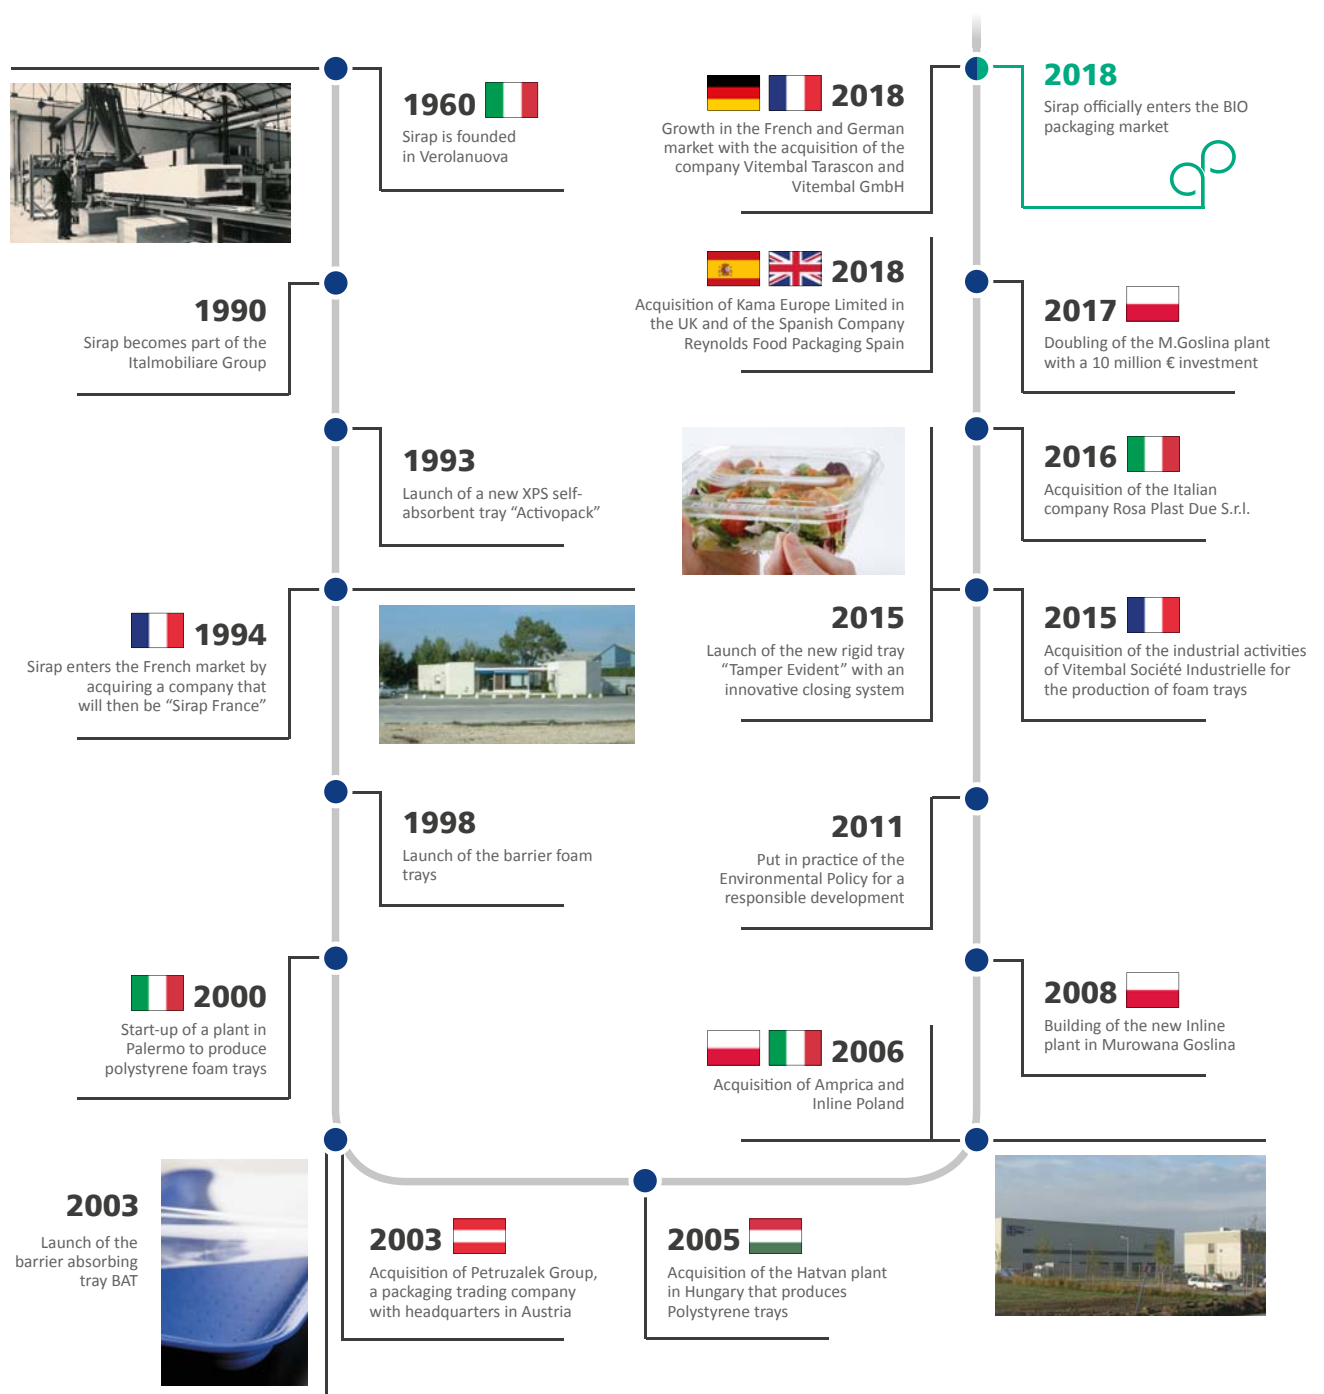 1960
Sirap is founded
in Verolanuova
1990
Sirap becomes part of the
Italmobiliare Group
1993
Launch of a new XPS self-
absorbent tray “Activopack”
1994
Sirap enters the French market by
acquiring a company that
will then be “Sirap France”
1998
Launch of the barrier foam
trays
2000
Start-up of a plant in
Palermo to produce
polystyrene foam trays
2003
Launch of the
barrier absorbing
tray BAT
2003
Acquisition of Petruzalek Group,
a packaging trading company
with headquarters in Austria
2005
Acquisition of the Hatvan plant
in Hungary that produces
Polystyrene trays
2006
Acquisition of Amprica and
Inline Poland
2008
Building of the new Inline
plant in Murowana Goslina
2011
Put in practice of the
Environmental Policy for a
responsible development
2015
Launch of the new rigid tray
“Tamper Evident” with an
innovative closing system
2015
Acquisition of the industrial activities
of Vitembal Société Industrielle for
the production of foam trays
2016
Acquisition of the Italian
company Rosa Plast Due S.r.l.
2017
Doubling of the M.Goslina plant
with a 10 million € investment
2018
Acquisition of Kama Europe Limited in
the UK and of the Spanish Company
Reynolds Food Packaging Spain
2018
Growth in the French and German
market with the acquisition of the
company Vitembal Tarascon and
Vitembal GmbH
2018
Sirap officially enters the BIO
packaging market